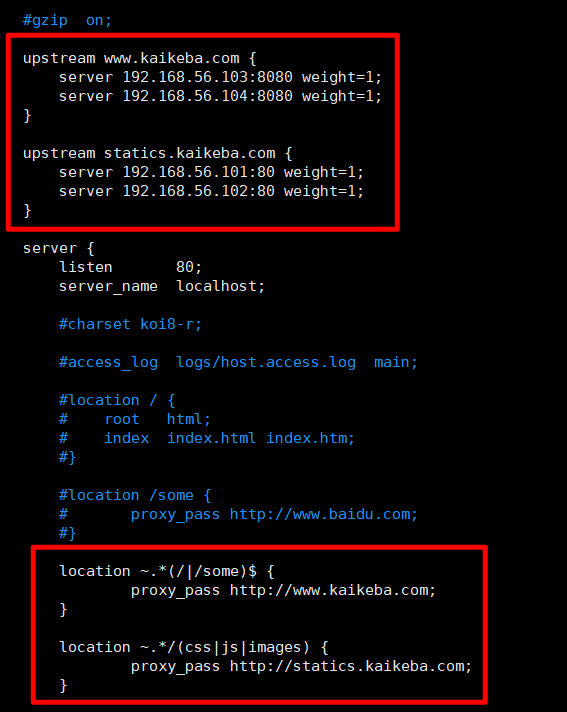 #gzip  on;
upstream www.kaikeba.com {
    server 192.168.56.103:8080 weight=1;
    server 192.168.56.104:8080 weight=1;
}
upstream statics.kaikeba.com {
    server 192.168.56.101:80 weight=1;
    server 192.168.56.102:80 weight=1;
}
server {
    listen       80;
    server_name  localhost;
    #charset koi8-r;
    #access_log  logs/host.access.log  main;
    #location / {
    #    root   html;
    #    index  index.html index.htm;
    #}
    #location /some {
    #       proxy_pass http://www.baidu.com;
    #}
    location ~.*(/|/some)$ {
            proxy_pass http://www.kaikeba.com;
    }
    location ~.*/(css|js|images) {
            proxy_pass http://statics.kaikeba.com;
    }